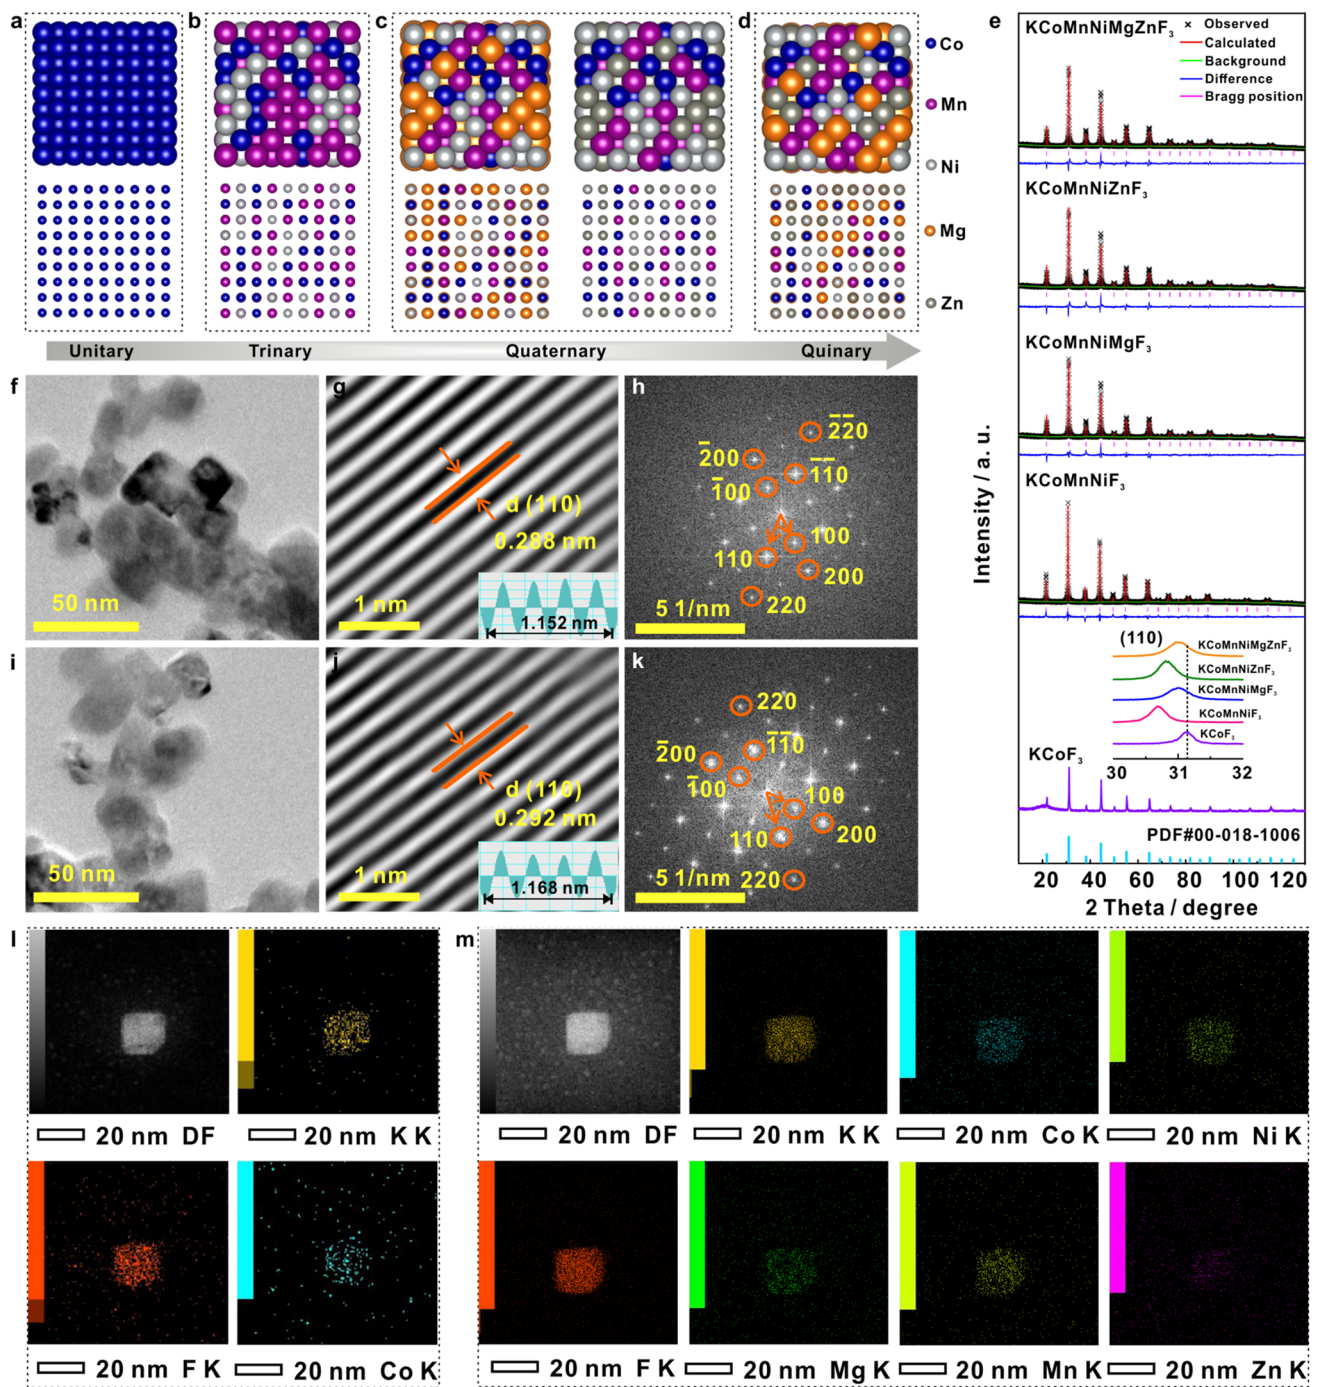 a
b
c
d
Co
Mn
Ni
Mg
Zn
Unitary
Trinary
Quaternary
Quinary
e
KCoMnNiMgZnF₃
Observed
Calculated
Background
Difference
Bragg position
KCoMnNiZnF₃
KCoMnNiMgF₃
KCoMnNiF₃
(110)
KCoMnNiMgZnF₃
KCoMnNiZnF₃
KCoMnNiMgF₃
KCoMnNiF₃
KCoF₃
30 31 32
KCoF₃
PDF#00-018-1006
20 40 60 80 100 120
2 Theta / degree
Intensity / a. u.
f
50 nm
g
d (110)
0.288 nm
1 nm
1.152 nm
h
2̅2̅0
2̅00
1̅1̅0
1̅00
100
110
200
220
5 1/nm
i
50 nm
j
d (110)
0.292 nm
1 nm
1.168 nm
k
220
2̅00
1̅1̅0
1̅00
100
110
200
220
5 1/nm
l
20 nm DF
20 nm K K
20 nm F K
20 nm Co K
m
20 nm DF
20 nm K K
20 nm Co K
20 nm Ni K
20 nm F K
20 nm Mg K
20 nm Mn K
20 nm Zn K